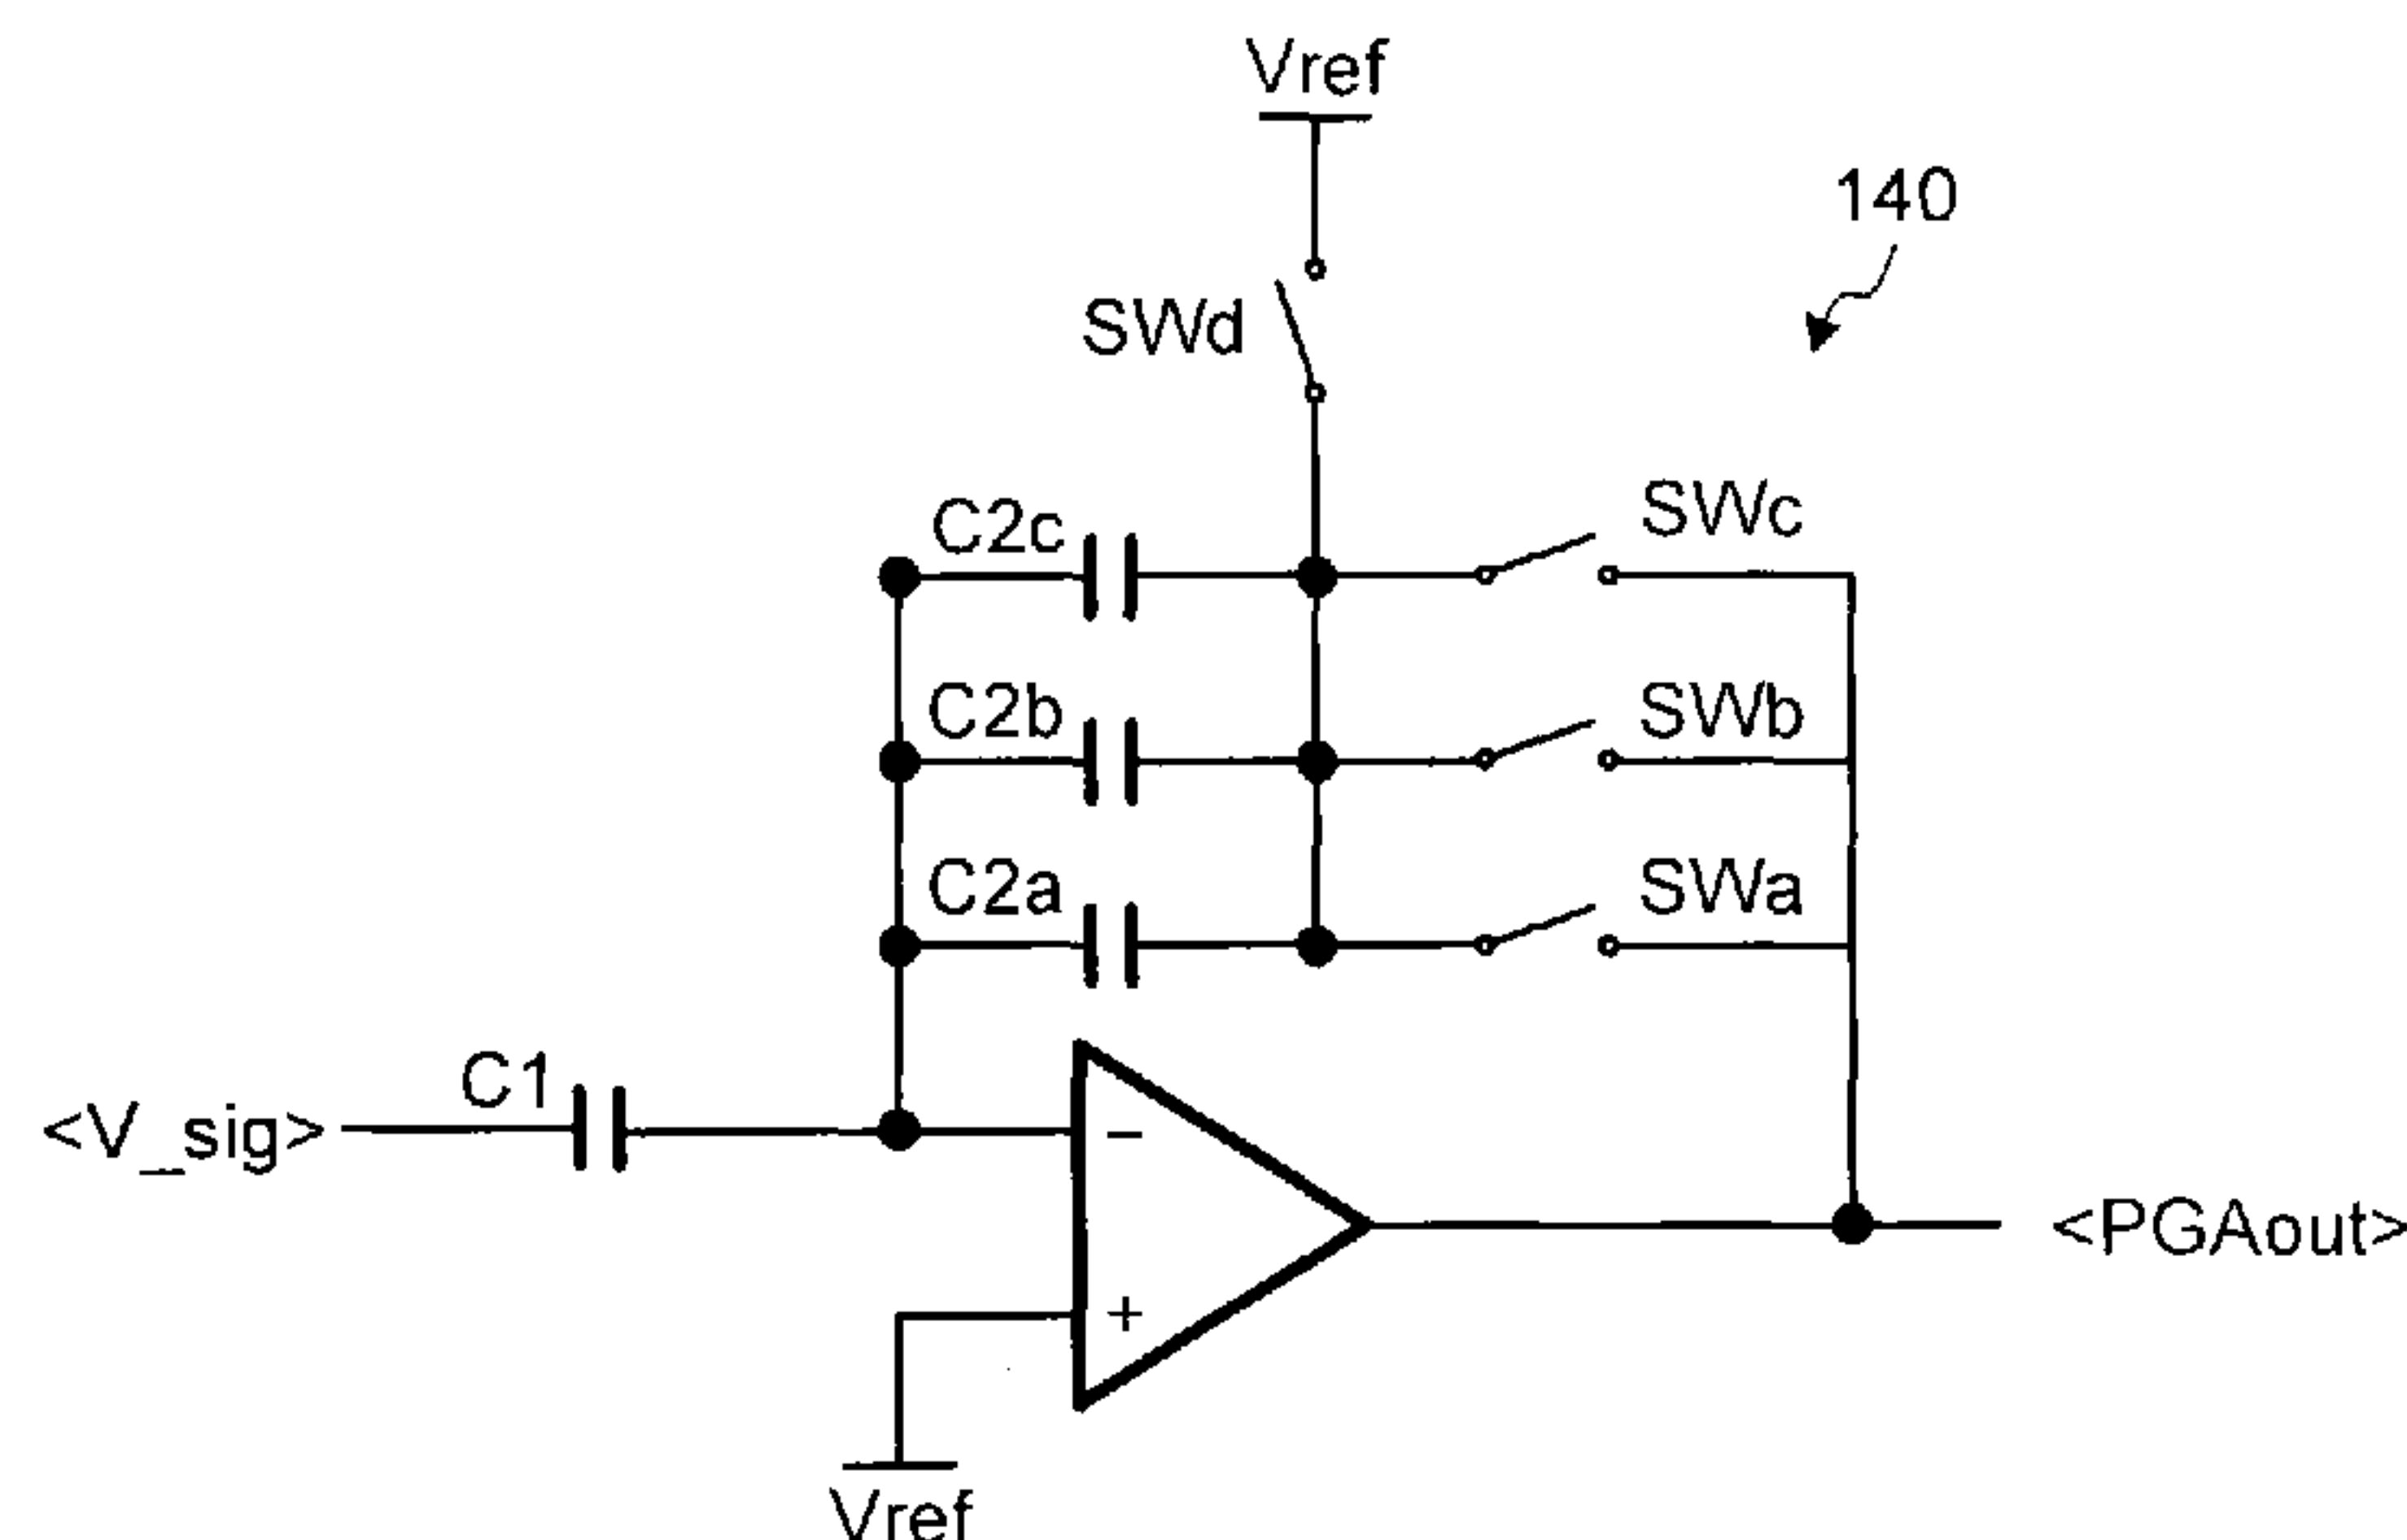 Vref
140
SWd
C2c
SWc
C2b
SWb
C2a
SWa
C1
<V_sig>
−
+
<PGAout>
Vref